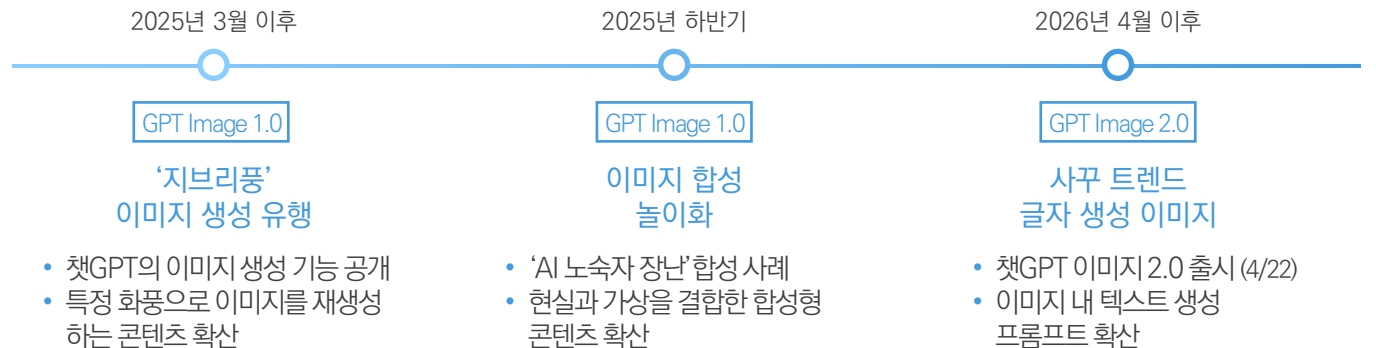 2025년 3월 이후
GPT Image 1.0
‘지브리풍’
이미지 생성 유행
• 챗GPT의 이미지 생성 기능 공개
• 특정 화풍으로 이미지를 재생성
하는 콘텐츠 확산
2025년 하반기
GPT Image 1.0
이미지 합성
놀이화
• ‘AI 노숙자 장난’ 합성 사례
• 현실과 가상을 결합한 합성형
콘텐츠 확산
2026년 4월 이후
GPT Image 2.0
사꾸 트렌드
글자 생성 이미지
• 챗GPT 이미지 2.0 출시 (4/22)
• 이미지 내 텍스트 생성
프롬프트 확산